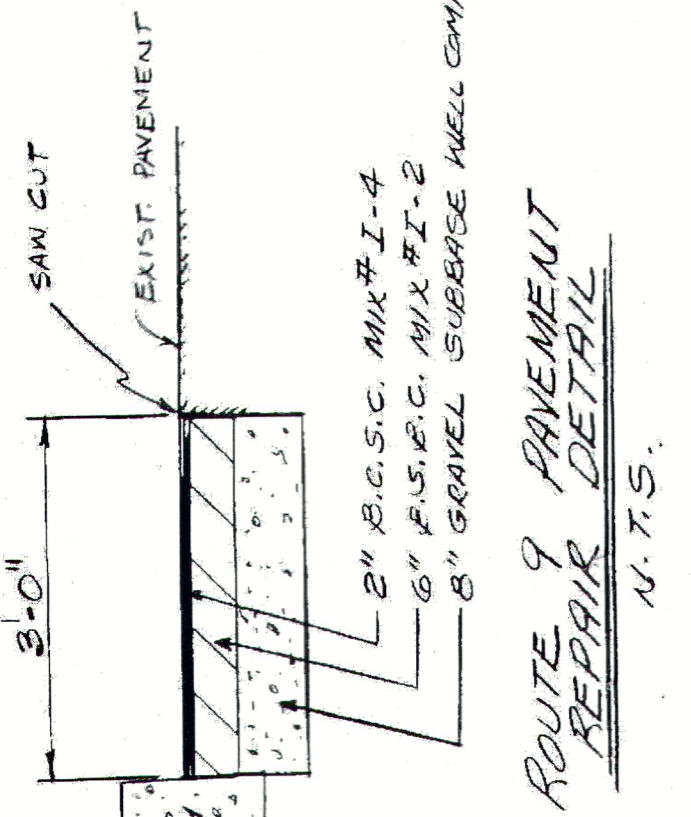 SAW CUT
EXIST. PAVEMENT
3'-0"
2" B.C.S.C. MIX# I-4
6" B.S.B.C. MIX# I-2
8" GRAVEL SUBBASE WELL
ROUTE 9 PAVEMENT
REPAIR DETAIL
N.T.S.